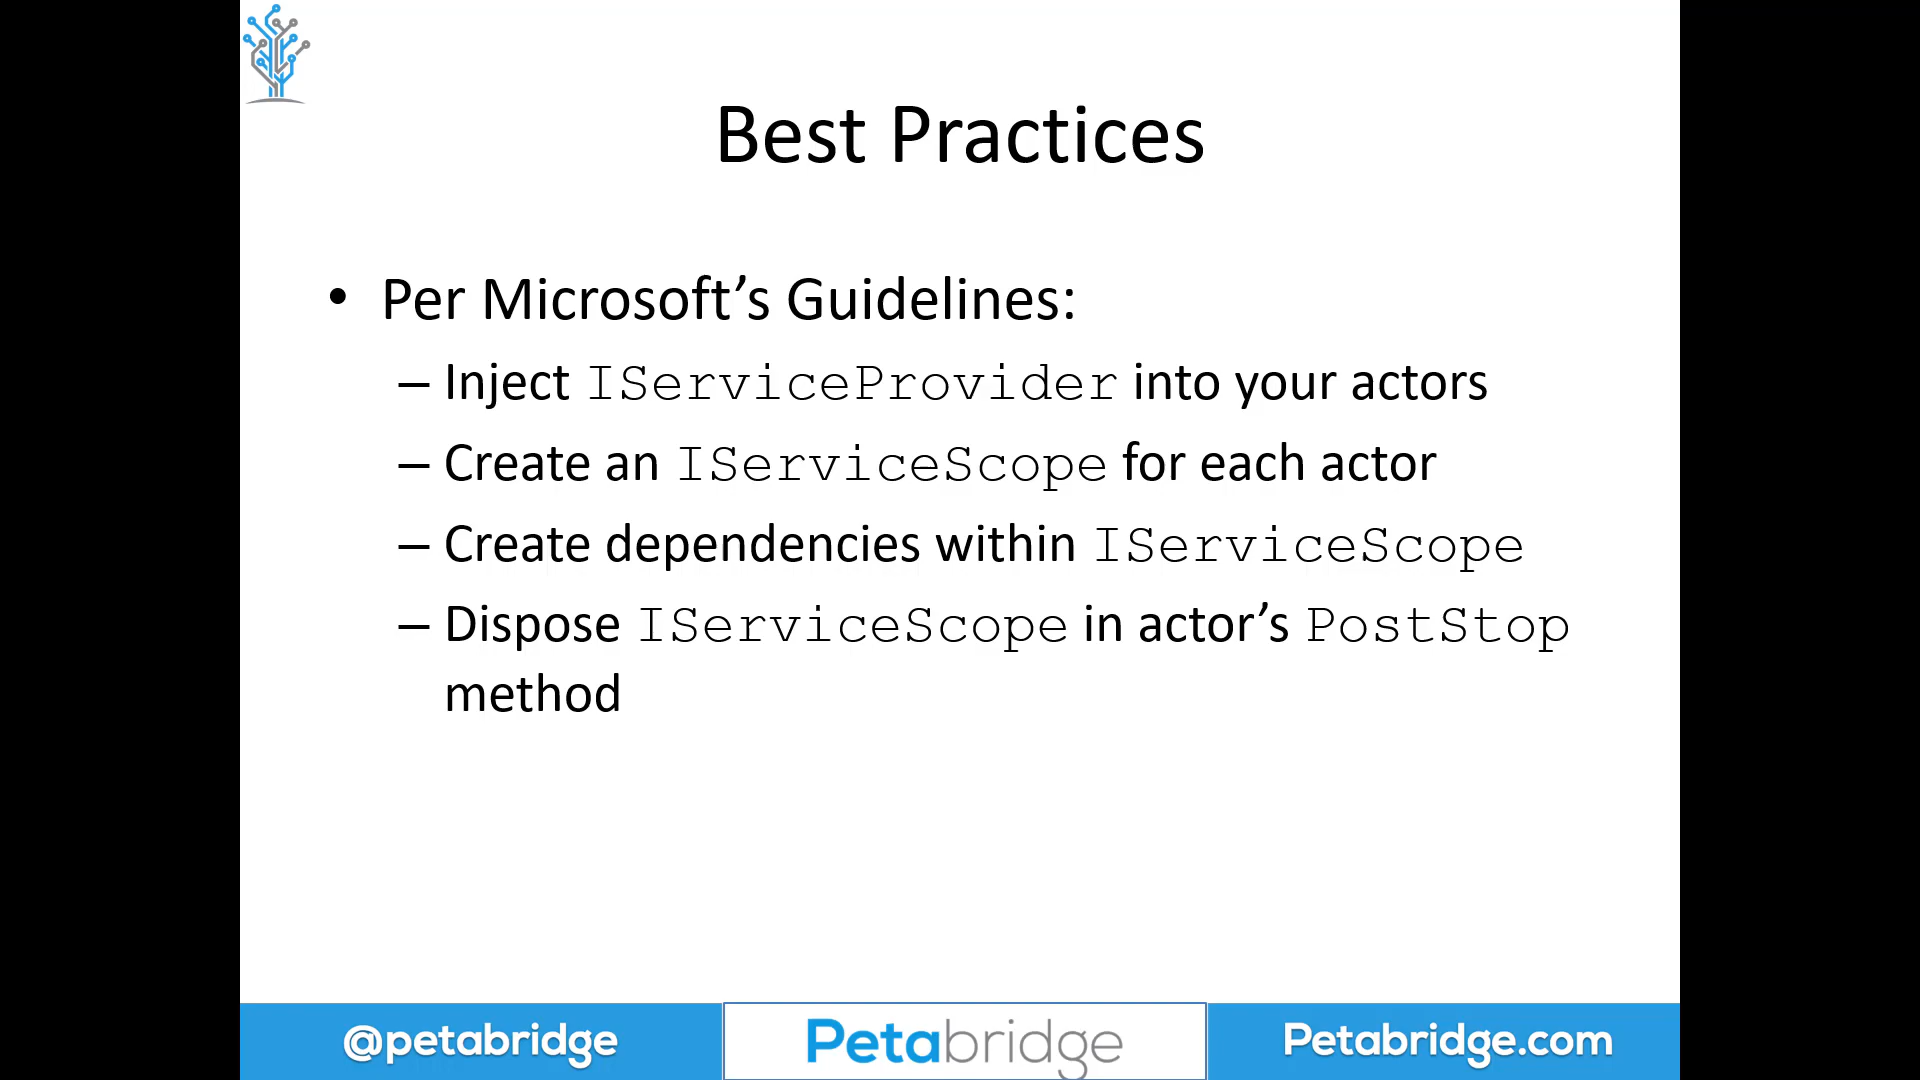 Best Practices
• Per Microsoft’s Guidelines:
– Inject IServiceProvider into your actors
– Create an IServiceScope for each actor
– Create dependencies within IServiceScope
– Dispose IServiceScope in actor’s PostStop
method
@petabridge
Petabridge
Petabridge.com